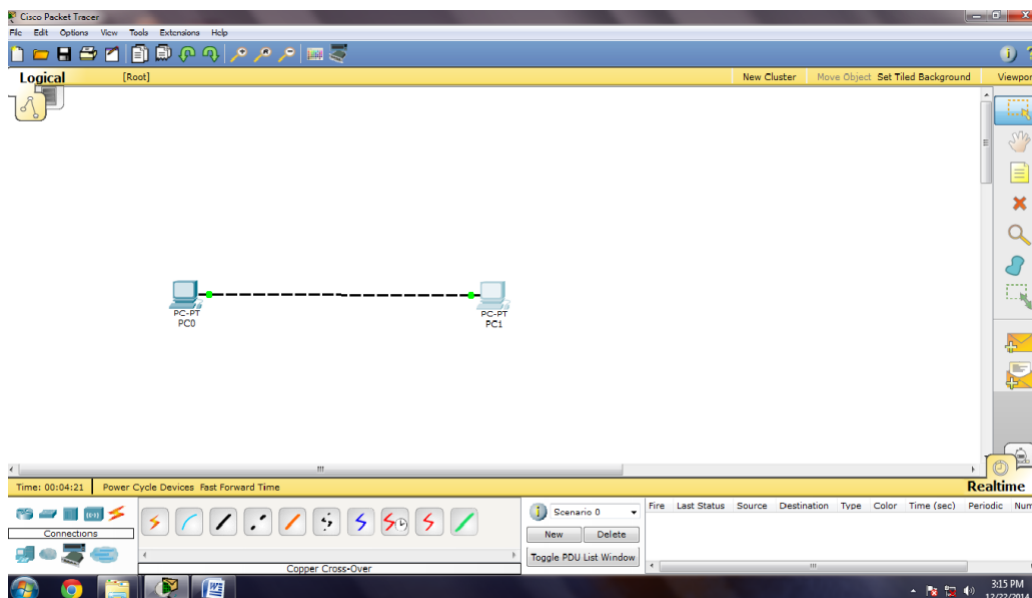 Cisco Packet Tracer
File Edit Options View Tools Extensions Help
Logical [Root] New Cluster Move Object Set Tiled Background Viewpor
PC-PT
PC0
PC-PT
PC1
Time: 00:04:21 Power Cycle Devices Fast Forward Time Realtime
Connections
Copper Cross-Over
Scenario 0
New Delete
Toggle PDU List Window
Fire Last Status Source Destination Type Color Time (sec) Periodic Num
3:15 PM
12/22/2014